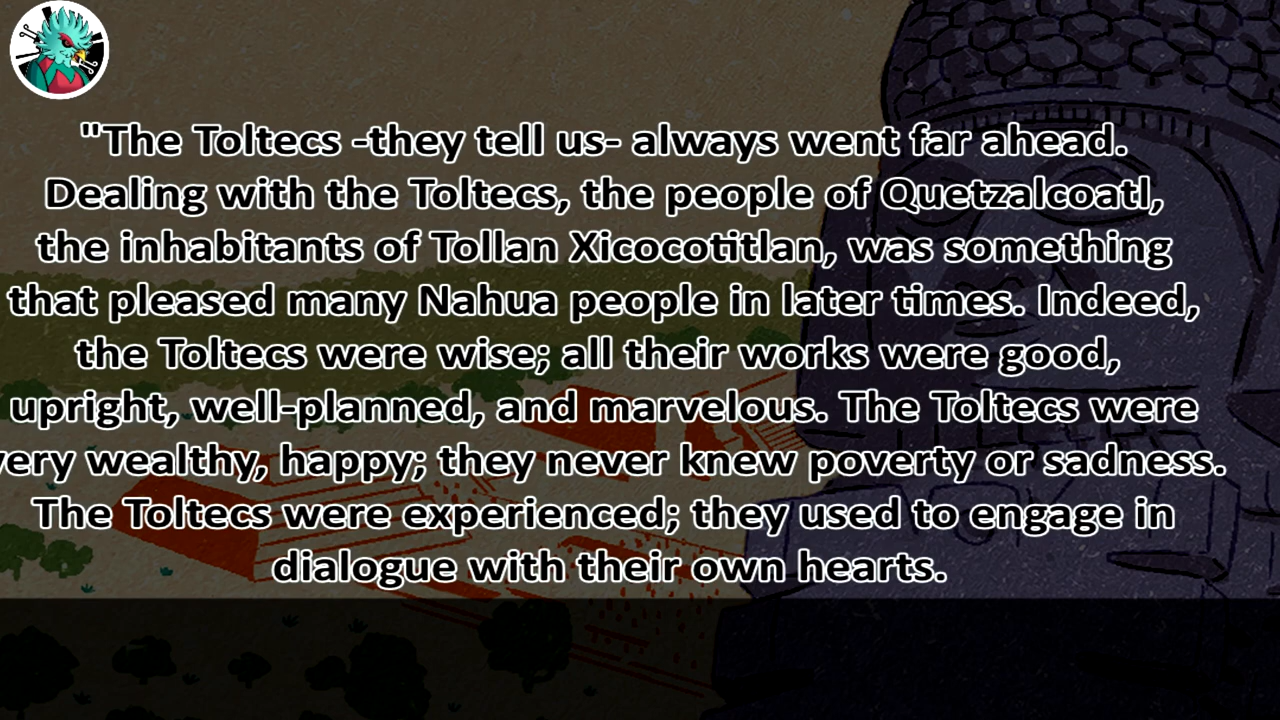 "The Toltecs -they tell us- always went far ahead.
Dealing with the Toltecs, the people of Quetzalcoatl,
the inhabitants of Tollan Xicocotitlan, was something
that pleased many Nahua people in later times. Indeed,
the Toltecs were wise; all their works were good,
upright, well-planned, and marvelous. The Toltecs were
very wealthy, happy; they never knew poverty or sadness.
The Toltecs were experienced; they used to engage in
dialogue with their own hearts.